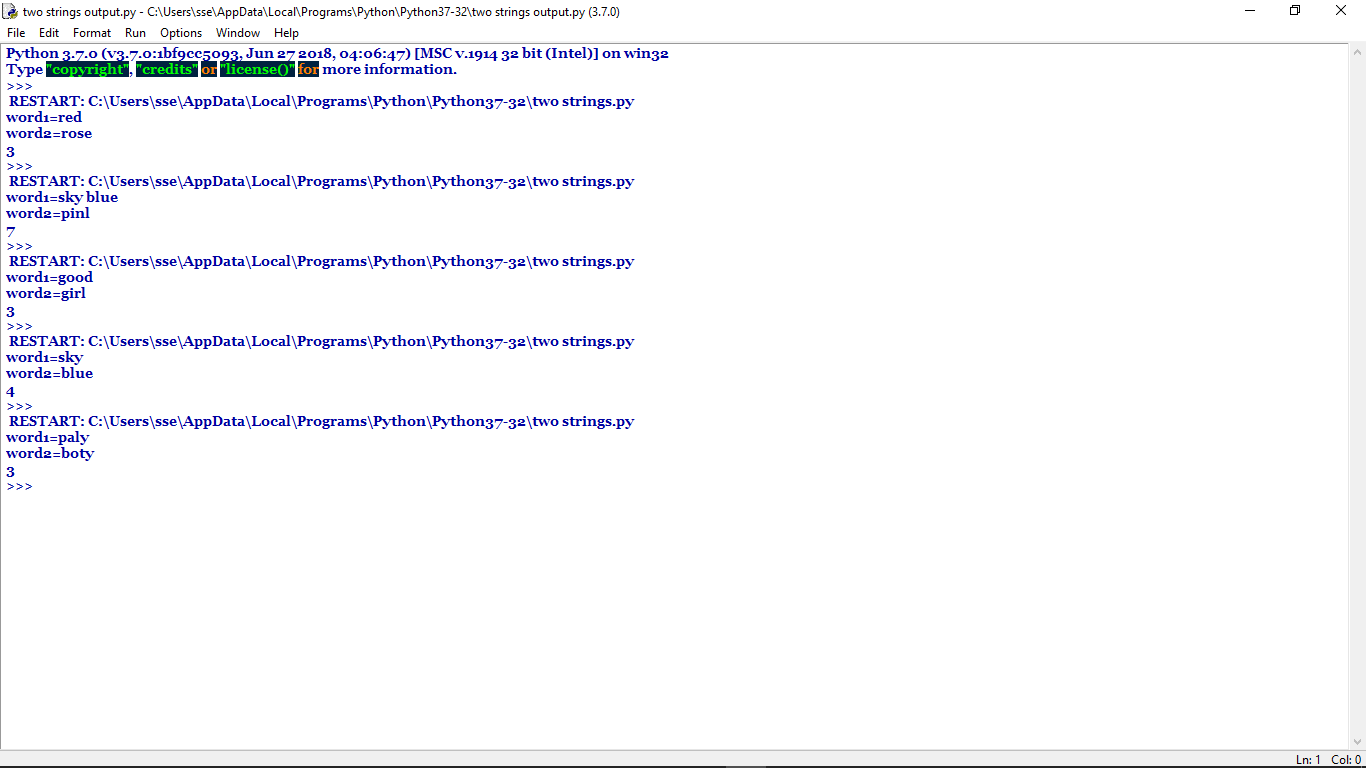 two strings output.py - C:\Users\sse\AppData\Local\Programs\Python\Python37-32\two strings output.py (3.7.0)
File Edit Format Run Options Window Help
Python 3.7.0 (v3.7.0:1bf9cc5093, Jun 27 2018, 04:06:47) [MSC v.1914 32 bit (Intel)] on win32
Type "copyright", "credits" or "license()" for more information.
>>>
 RESTART: C:\Users\sse\AppData\Local\Programs\Python\Python37-32\two strings.py
word1=red
word2=rose
3
>>>
 RESTART: C:\Users\sse\AppData\Local\Programs\Python\Python37-32\two strings.py
word1=sky blue
word2=pinl
7
>>>
 RESTART: C:\Users\sse\AppData\Local\Programs\Python\Python37-32\two strings.py
word1=good
word2=girl
3
>>>
 RESTART: C:\Users\sse\AppData\Local\Programs\Python\Python37-32\two strings.py
word1=sky
word2=blue
4
>>>
 RESTART: C:\Users\sse\AppData\Local\Programs\Python\Python37-32\two strings.py
word1=paly
word2=boty
3
>>>
Ln: 1 Col: 0